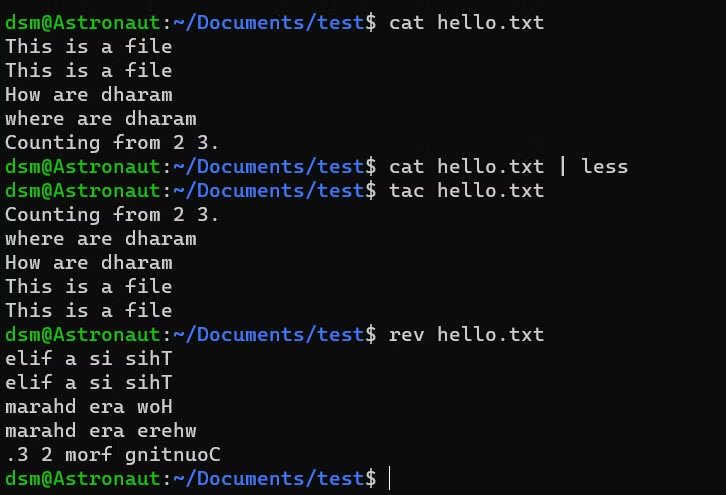 dsm@Astronaut:~/Documents/test$ cat hello.txt
This is a file
This is a file
How are dharam
where are dharam
Counting from 2 3.
dsm@Astronaut:~/Documents/test$ cat hello.txt | less
dsm@Astronaut:~/Documents/test$ tac hello.txt
Counting from 2 3.
where are dharam
How are dharam
This is a file
This is a file
dsm@Astronaut:~/Documents/test$ rev hello.txt
elif a si sihT
elif a si sihT
marahd era woH
marahd era erehw
.3 2 morf gnitnuoC
dsm@Astronaut:~/Documents/test$